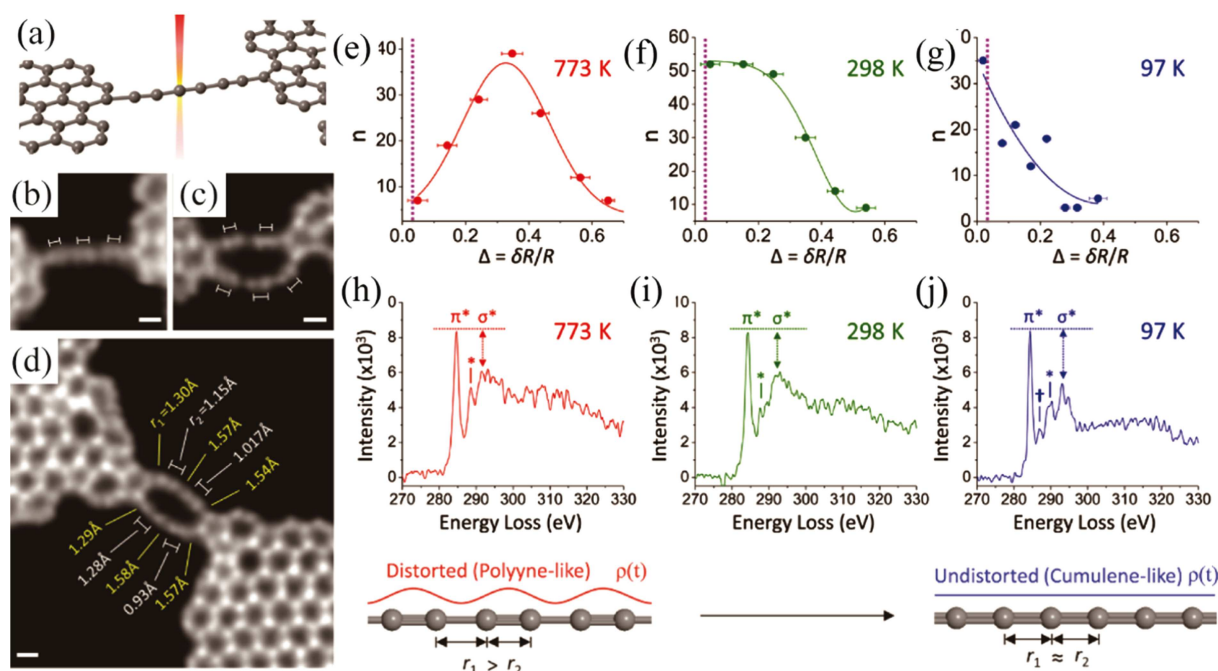 (a)
(b)
(c)
(d)
r₁=1.30Å
r₂=1.15Å
1.57Å
1.017Å
1.54Å
1.29Å
1.28Å
1.58Å
0.93Å
1.57Å
(e)
773 K
40
30
20
10
0
n
0.0 0.2 0.4 0.6
Δ = δR/R
(f)
298 K
60
50
40
30
20
10
n
0.0 0.2 0.4 0.6
Δ = δR/R
(g)
97 K
0
30
20
10
0
n
0.0 0.2 0.4 0.6
Δ = δR/R
(h)
π* σ*
773 K
*
0
8
6
4
2
0
Intensity (x10³)
270 280 290 300 310 320 330
Energy Loss (eV)
(i)
π* σ*
298 K
*
10
8
6
4
2
0
Intensity (x10³)
270 280 290 300 310 320 330
Energy Loss (eV)
(j)
π* σ*
97 K
† *
10
8
6
4
2
0
Intensity (x10³)
270 280 290 300 310 320 330
Energy Loss (eV)
Distorted (Polyyne-like) ρ(t)
r₁ > r₂
Undistorted (Cumulene-like) ρ(t)
r₁ ≈ r₂